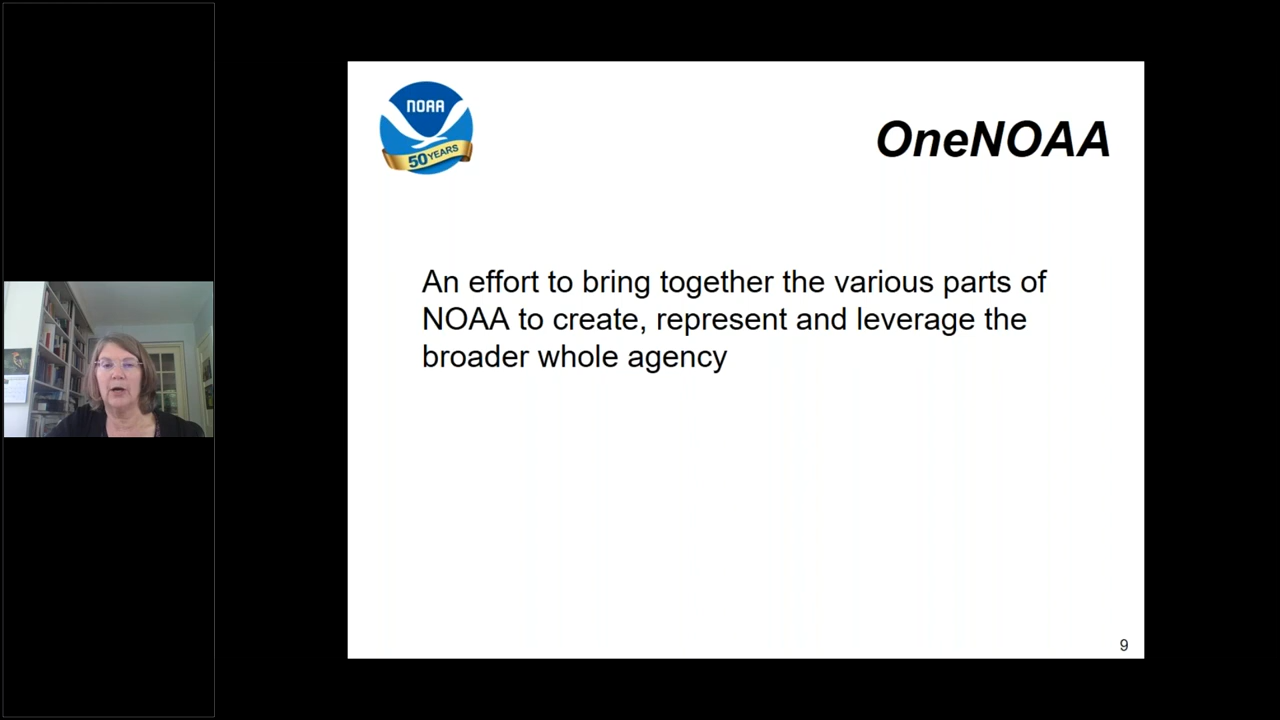 NOAA
50 YEARS
OneNOAA
An effort to bring together the various parts of
NOAA to create, represent and leverage the
broader whole agency
9